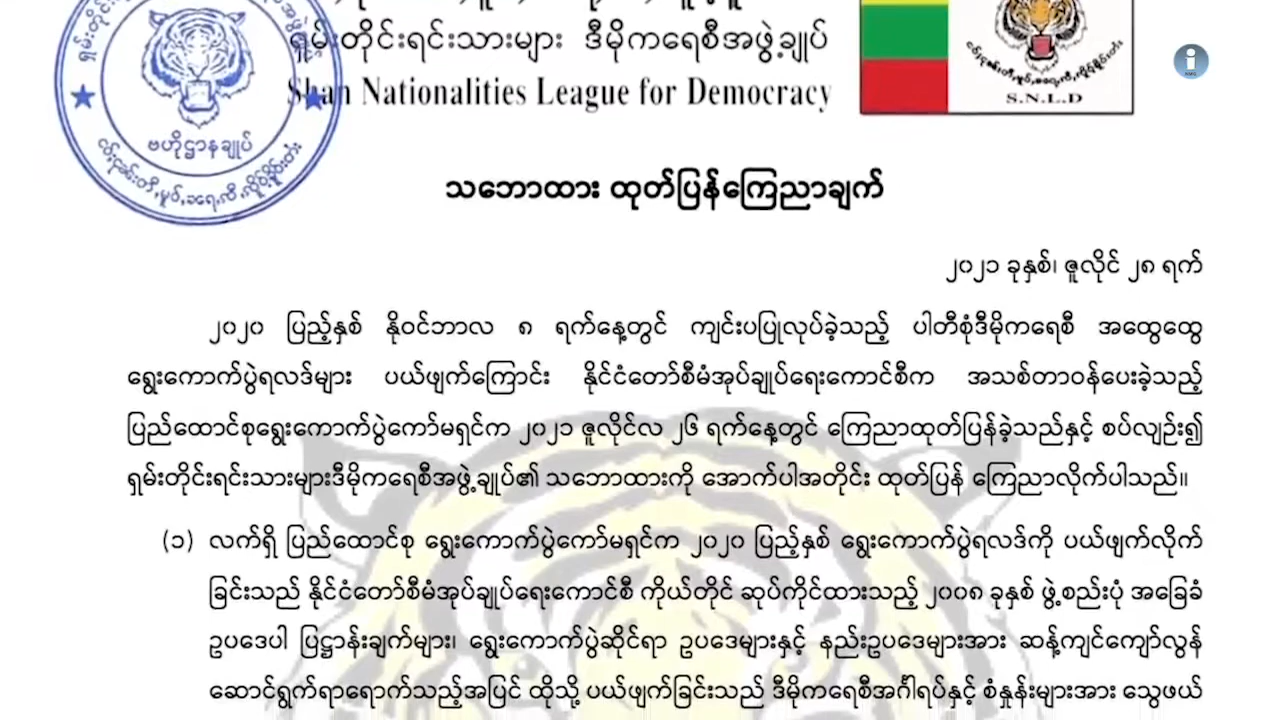 ရှမ်းတိုင်းရင်းသားများ ဒီမိုကရေစီအဖွဲ့ချုပ်
Shan Nationalities League for Democracy
S.N.L.D
ဗဟိုဌာနချုပ်
သဘောထား ထုတ်ပြန်ကြေညာချက်
၂၀၂၁ ခုနှစ်၊ ဇူလိုင် ၂၈ ရက်
၂၀၂၀ ပြည့်နှစ် နိုဝင်ဘာလ ၈ ရက်နေ့တွင် ကျင်းပပြုလုပ်ခဲ့သည့် ပါတီစုံဒီမိုကရေစီ အထွေထွေ
ရွေးကောက်ပွဲရလဒ်များ ပယ်ဖျက်ကြောင်း နိုင်ငံတော်စီမံအုပ်ချုပ်ရေးကောင်စီက အသစ်တာဝန်ပေးခဲ့သည့်
ပြည်ထောင်စုရွေးကောက်ပွဲကော်မရှင်က ၂၀၂၁ ဇူလိုင်လ ၂၆ ရက်နေ့တွင် ကြေညာထုတ်ပြန်ခဲ့သည်နှင့် စပ်လျဉ်း၍
ရှမ်းတိုင်းရင်းသားများဒီမိုကရေစီအဖွဲ့ချုပ်၏ သဘောထားကို အောက်ပါအတိုင်း ထုတ်ပြန် ကြေညာလိုက်ပါသည်။
(၁) လက်ရှိ ပြည်ထောင်စု ရွေးကောက်ပွဲကော်မရှင်က ၂၀၂၀ ပြည့်နှစ် ရွေးကောက်ပွဲရလဒ်ကို ပယ်ဖျက်လိုက်
ခြင်းသည် နိုင်ငံတော်စီမံအုပ်ချုပ်ရေးကောင်စီ ကိုယ်တိုင် ဆုပ်ကိုင်ထားသည့် ၂၀၀၈ ခုနှစ် ဖွဲ့စည်းပုံ အခြေခံ
ဥပဒေပါ ပြဋ္ဌာန်းချက်များ၊ ရွေးကောက်ပွဲဆိုင်ရာ ဥပဒေများနှင့် နည်းဥပဒေများအား ဆန့်ကျင်ကျော်လွန်
ဆောင်ရွက်ရာရောက်သည့်အပြင် ထိုသို့ ပယ်ဖျက်ခြင်းသည် ဒီမိုကရေစီအင်္ဂါရပ်နှင့် စံနှုန်းများအား သွေဖယ်